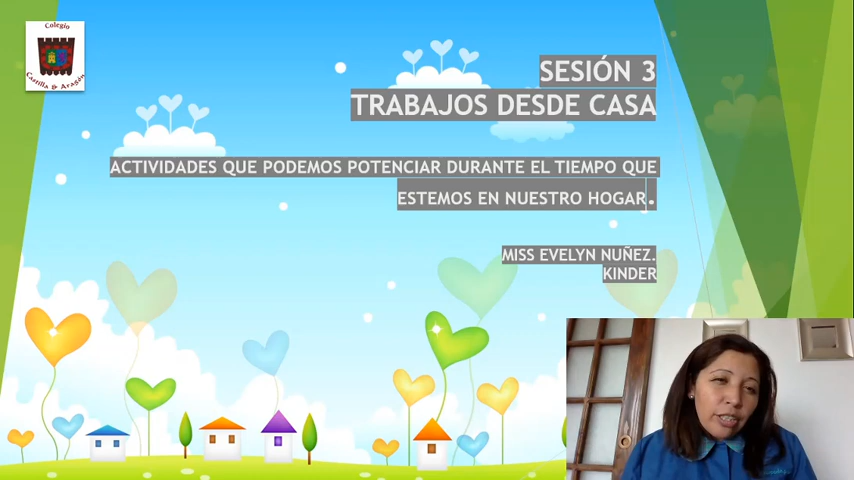 Colegio
Castilla & Aragón
SESIÓN 3
TRABAJOS DESDE CASA
ACTIVIDADES QUE PODEMOS POTENCIAR DURANTE EL TIEMPO QUE
ESTEMOS EN NUESTRO HOGAR.
MISS EVELYN NUÑEZ.
KINDER